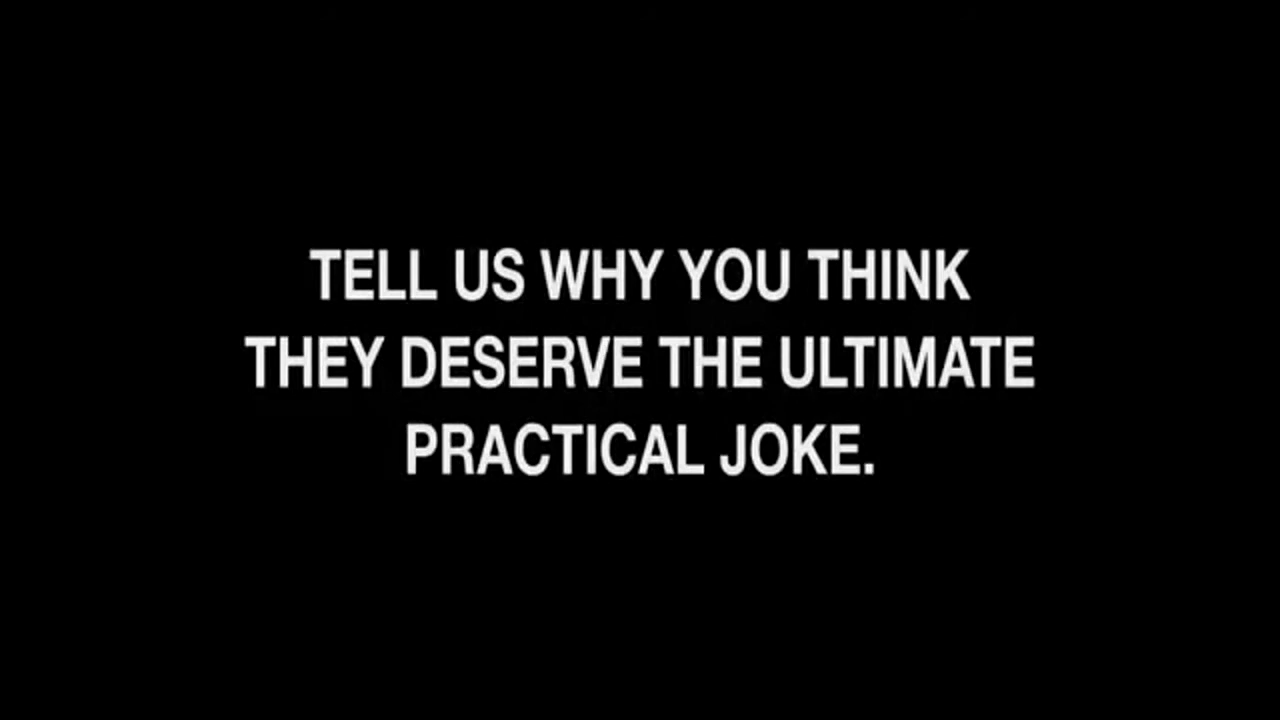 TELL US WHY YOU THINK
THEY DESERVE THE ULTIMATE
PRACTICAL JOKE.